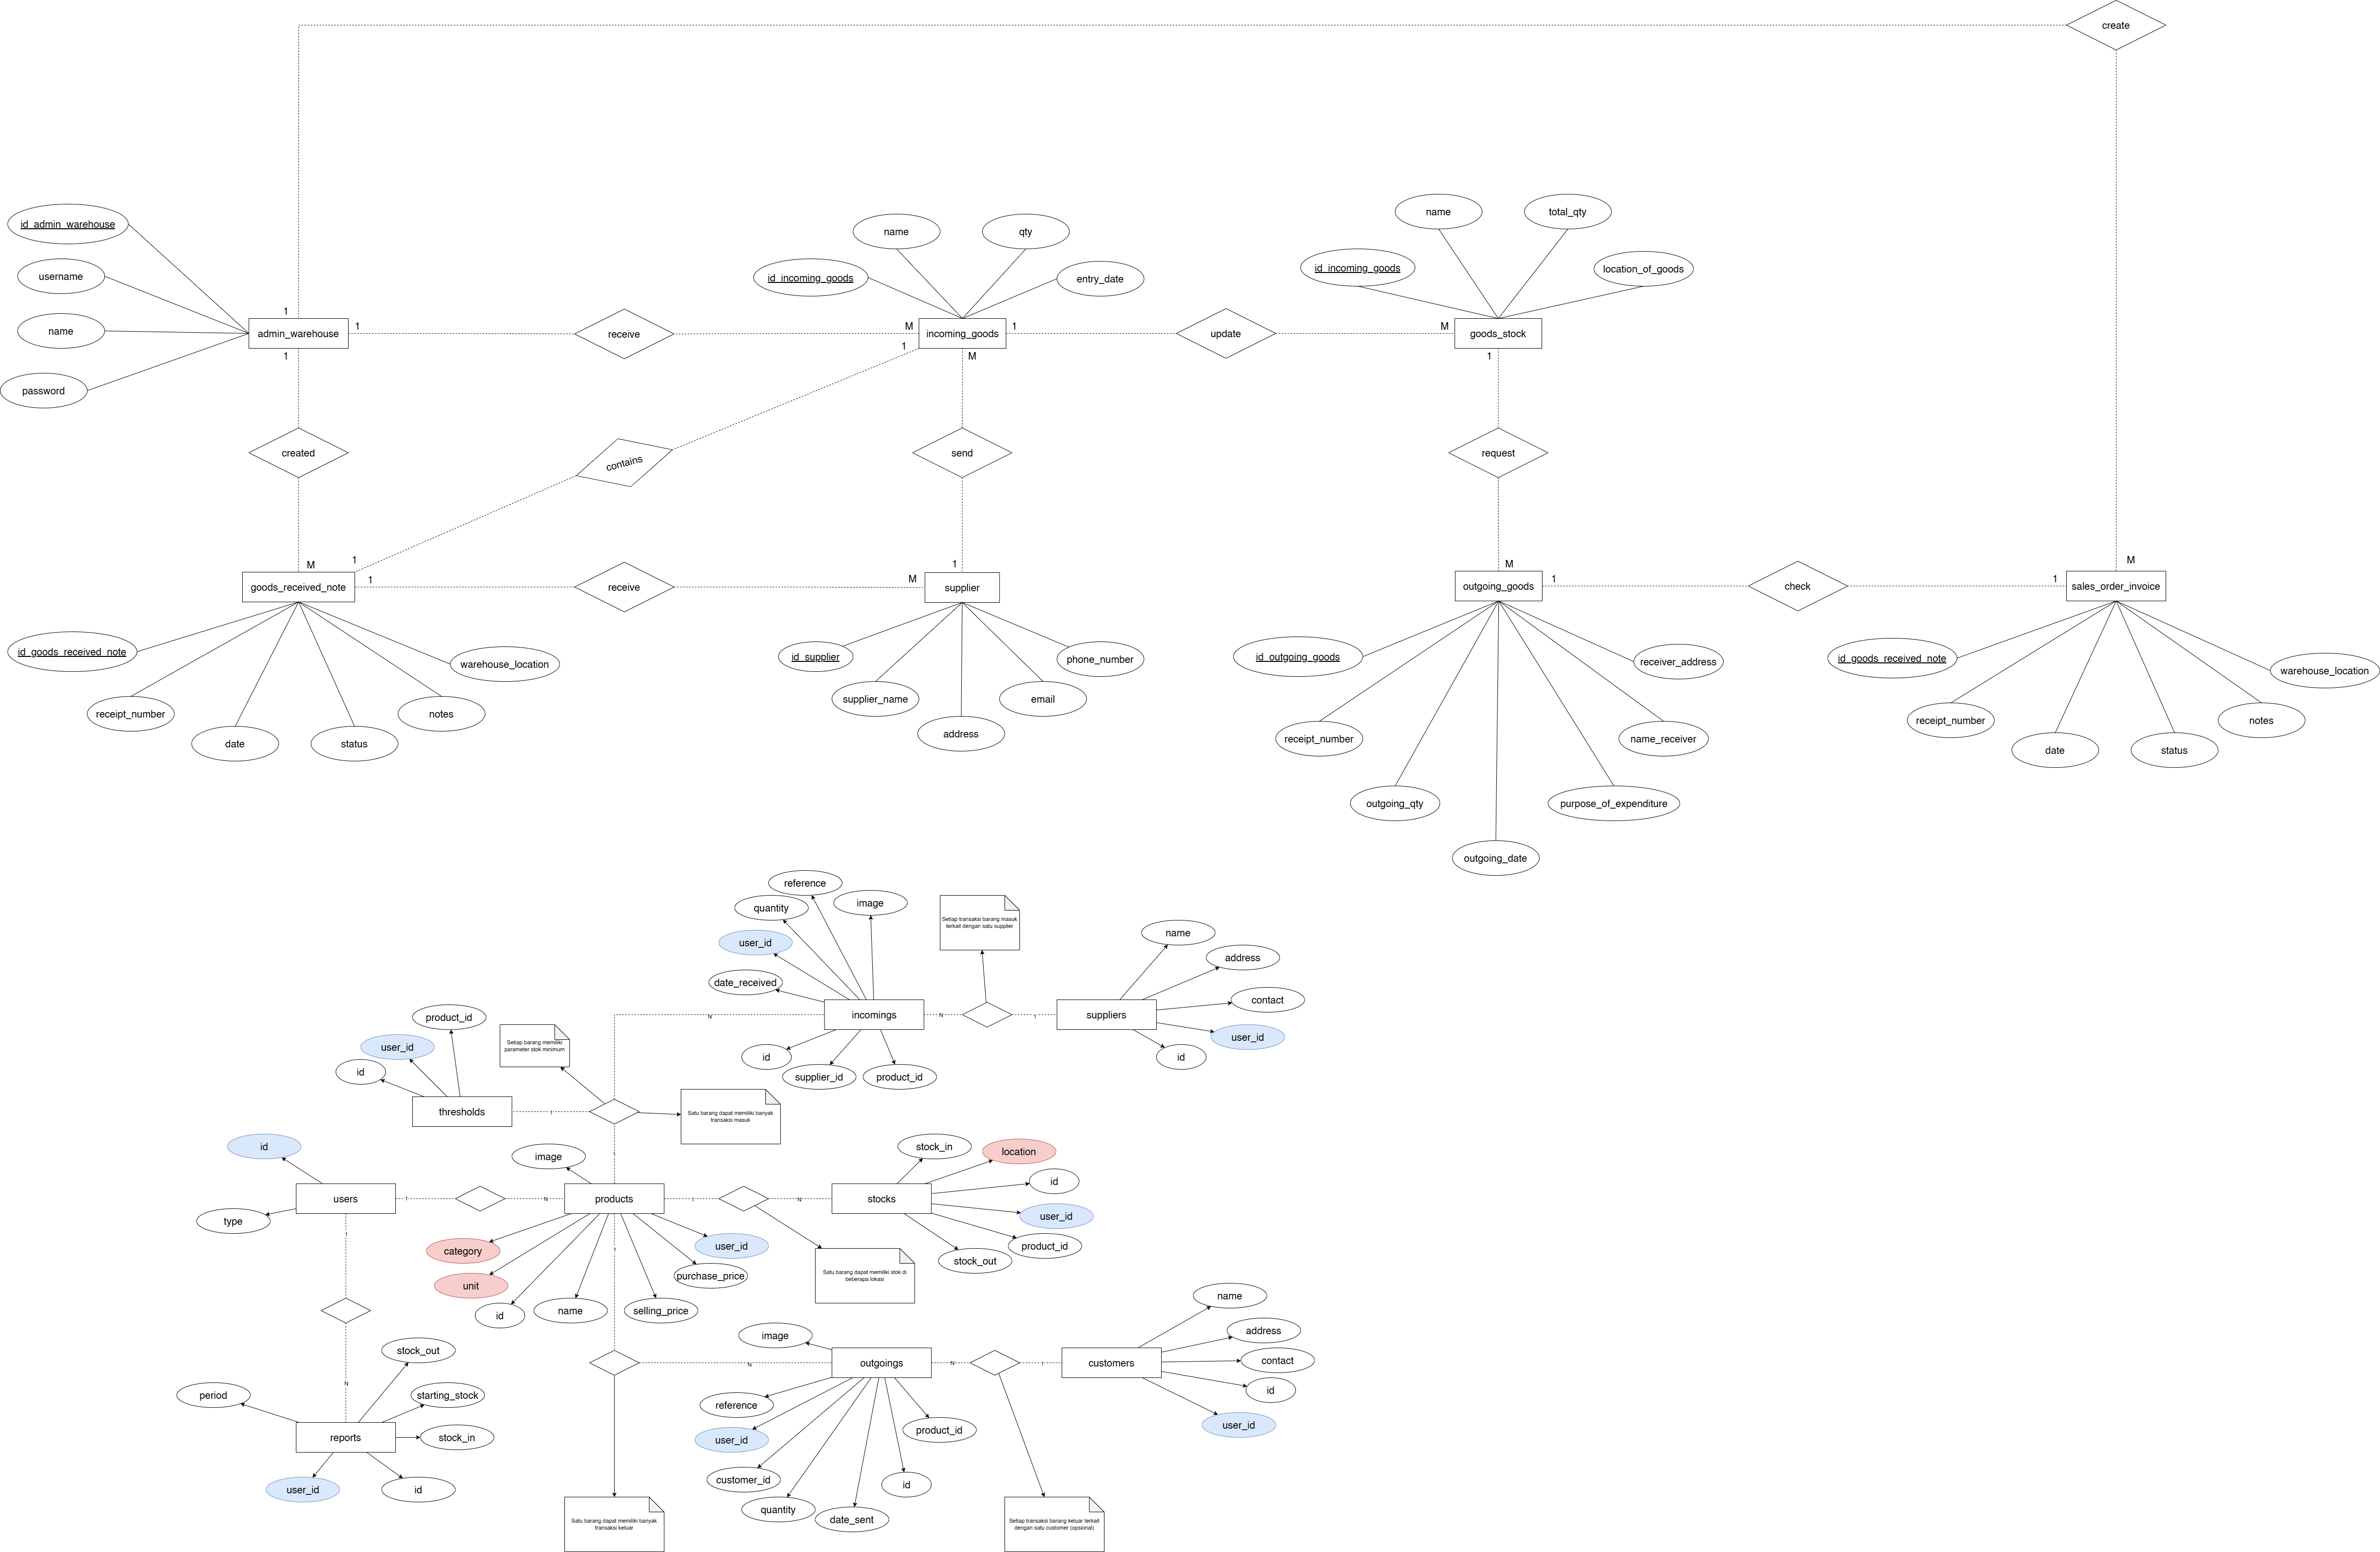 create
id_admin_warehouse
username
name
password
1
1
1
admin_warehouse
receive
M
1
name
qty
id_incoming_goods
entry_date
incoming_goods
1
M
update
M
name
total_qty
id_incoming_goods
location_of_goods
goods_stock
1
created
contains
send
request
M
1
1
goods_received_note
receive
M
1
supplier
M
outgoing_goods
1
check
1
M
sales_order_invoice
id_goods_received_note
receipt_number
date
status
notes
warehouse_location
id_supplier
supplier_name
address
email
phone_number
id_outgoing_goods
receipt_number
outgoing_qty
outgoing_date
purpose_of_expenditure
name_receiver
receiver_address
id_goods_received_note
receipt_number
date
status
notes
warehouse_location
reference
quantity
image
user_id
date_received
incomings
id
supplier_id
product_id
N
N
1
Setiap transaksi barang masuk
terkait dengan satu supplier
name
address
contact
user_id
id
suppliers
product_id
user_id
id
thresholds
1
Setiap barang memiliki
parameter stok minimum
Satu barang dapat memiliki banyak
transaksi masuk
1
id
users
type
1
N
1
image
products
category
unit
id
name
selling_price
purchase_price
user_id
1
1
N
stock_in
location
id
user_id
product_id
stock_out
stocks
Satu barang dapat memiliki stok di
beberapa lokasi
N
period
stock_out
starting_stock
stock_in
id
user_id
reports
image
outgoings
N
N
1
reference
user_id
customer_id
quantity
date_sent
id
product_id
name
address
contact
id
user_id
customers
Satu barang dapat memiliki banyak
transaksi keluar
Setiap transaksi barang keluar terkait
dengan satu customer (opsional)